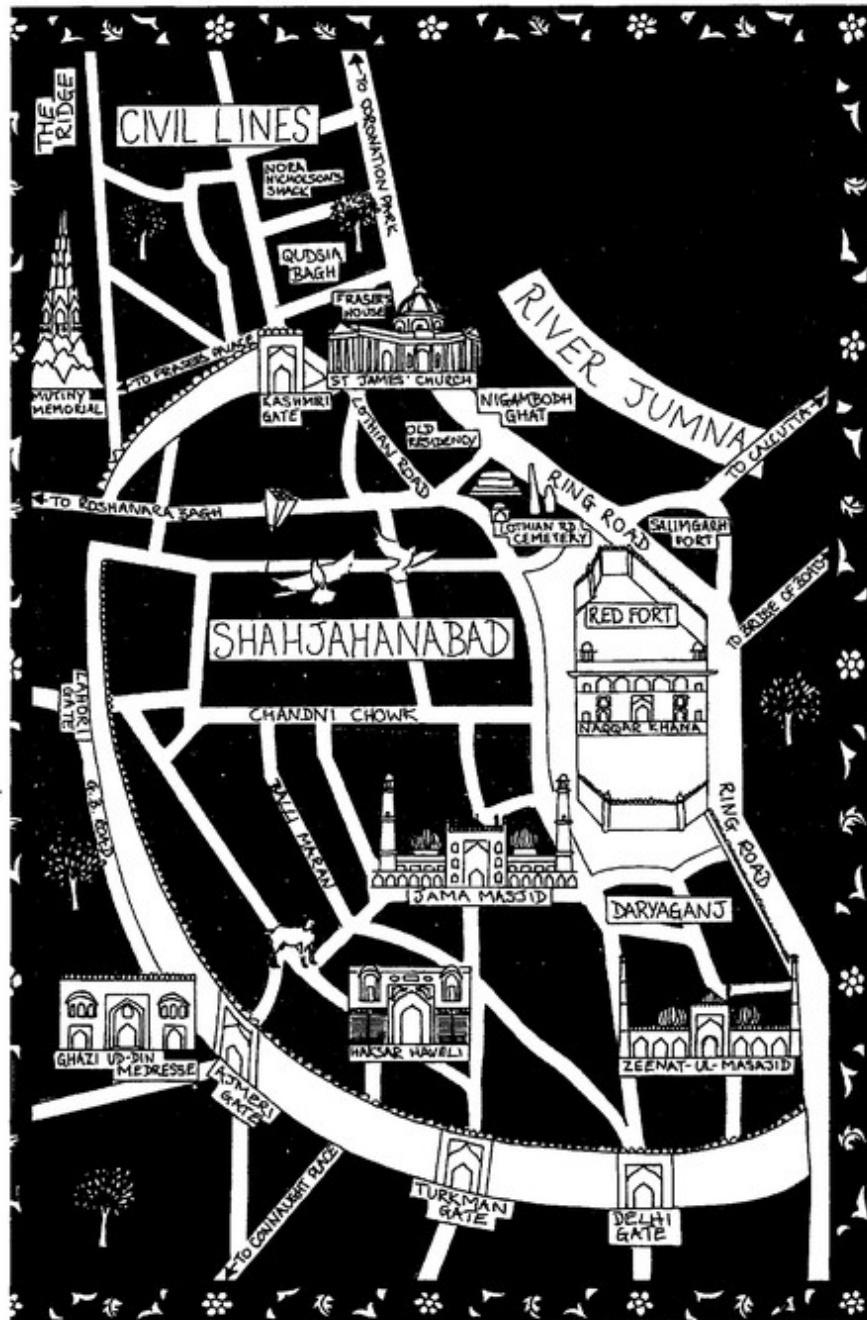 THE
RIDGE
CIVIL LINES
TO CORONATION PARK
NORA
NICHOLSON'S
SHACK
QUDSIA
BAGH
FRASER'S
HOUSE
RIVER JUMNA
MUTINY
MEMORIAL
TO FRASER'S PALACE
KASHMIRI
GATE
ST JAMES' CHURCH
LOTHIAN ROAD
OLD
RESIDENCY
NIGAMBODH
GHAT
TO CALCUTTA
TO ROSHANARA BAGH
LOTHIAN RD.
CEMETERY
RING ROAD
SALIMGARH
FORT
RED FORT
TO BRIDGE OF BOATS
SHAHJAHANABAD
LAHORI
GATE
CHANDNI CHOWK
NAQQAR KHANA
G.B. ROAD
BALLI MARAN
RING ROAD
JAMA MASJID
DARYAGANJ
GHAZI UD-DIN
MEDRESSE
AJMERI
GATE
HAKSAR HAVELI
ZEENAT-UL-MASAJID
TO CONNAUGHT PLACE
TURKMAN
GATE
DELHI
GATE